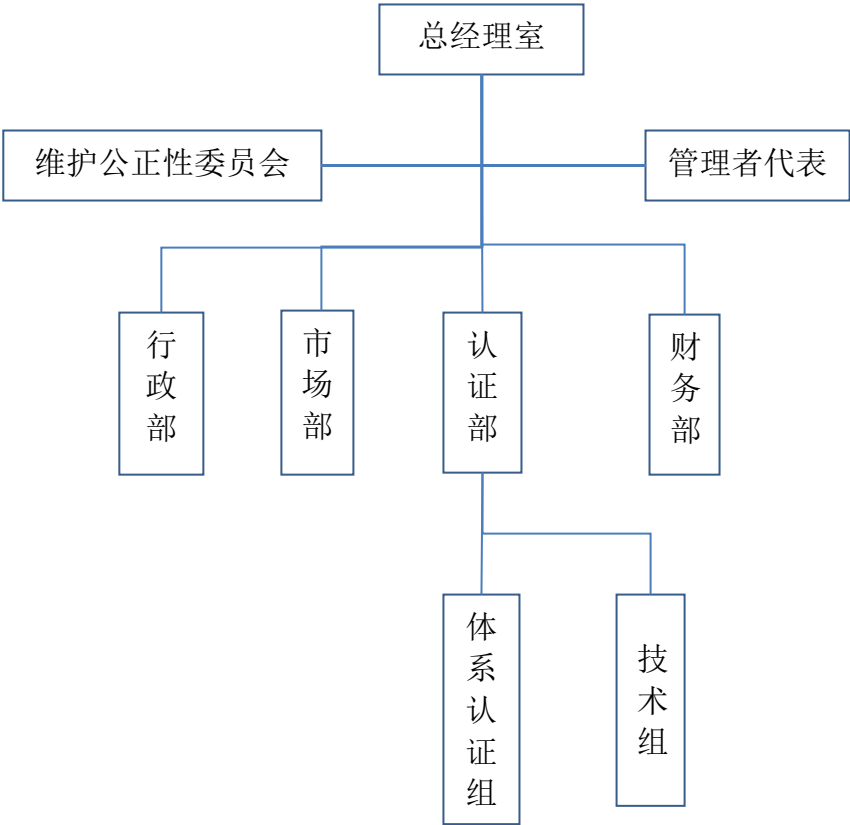 总经理室
维护公正性委员会
管理者代表
行政部
市场部
认证部
财务部
体系认证组
技术组